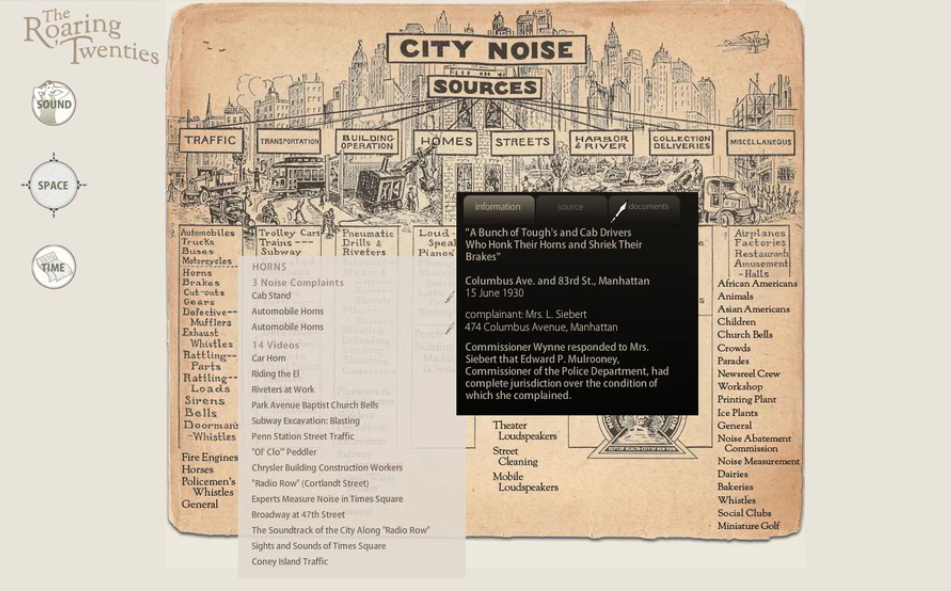 The
Roaring
Twenties
SOUND
SPACE
TIME
CITY NOISE
SOURCES
TRAFFIC
TRANSPORTATION
BUILDING
OPERATION
HOMES
STREETS
HARBOR
& RIVER
COLLECTION
DELIVERIES
MISCELLANEOUS
Automobiles
Trucks
Buses
Motorcycles
Horns
Brakes
Cut-outs
Gears
Defective--
Mufflers
Exhaust
Whistles
Rattling--
Parts
Rattling--
Loads
Sirens
Bells
Doorman's
-Whistles
Fire Engines
Horses
Policemen's
Whistles
General
Trolley Cars
Trains ---
Subway
Pneumatic
Drills &
Riveters
Loud-
Speak
Pianos
HORNS
3 Noise Complaints
Cab Stand
Automobile Horns
Automobile Horns
14 Videos
Car Horn
Riding the El
Riveters at Work
Park Avenue Baptist Church Bells
Subway Excavation: Blasting
Penn Station Street Traffic
"Ol' Clo'" Peddler
Chrysler Building Construction Workers
"Radio Row" (Cortlandt Street)
Experts Measure Noise in Times Square
Broadway at 47th Street
The Soundtrack of the City Along "Radio Row"
Sights and Sounds of Times Square
Coney Island Traffic
information
source
documents
"A Bunch of Tough's and Cab Drivers
Who Honk Their Horns and Shriek Their
Brakes"
Columbus Ave. and 83rd St., Manhattan
15 June 1930
complainant: Mrs. L. Siebert
474 Columbus Avenue, Manhattan
Commissioner Wynne responded to Mrs.
Siebert that Edward P. Mulrooney,
Commissioner of the Police Department, had
complete jurisdiction over the condition of
which she complained.
Theater
Loudspeakers
Street
Cleaning
Mobile
Loudspeakers
Airplanes
Factories
Restaurants
Amusement
-Halls
African Americans
Animals
Asian Americans
Children
Church Bells
Crowds
Parades
Newsreel Crew
Workshop
Printing Plant
Ice Plants
General
Noise Abatement
Commission
Noise Measurement
Dairies
Bakeries
Whistles
Social Clubs
Miniature Golf